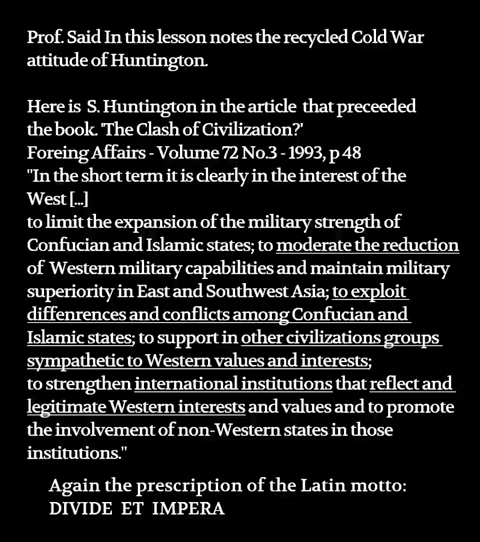 Prof. Said In this lesson notes the recycled Cold War
attitude of Huntington.
Here is S. Huntington in the article that preceeded
the book. 'The Clash of Civilization?'
Foreing Affairs - Volume 72 No.3 - 1993, p 48
"In the short term it is clearly in the interest of the
West [...]
to limit the expansion of the military strength of
Confucian and Islamic states; to moderate the reduction
of Western military capabilities and maintain military
superiority in East and Southwest Asia; to exploit
diffenrences and conflicts among Confucian and
Islamic states; to support in other civilizations groups
sympathetic to Western values and interests;
to strengthen international institutions that reflect and
legitimate Western interests and values and to promote
the involvement of non-Western states in those
institutions."
Again the prescription of the Latin motto:
DIVIDE ET IMPERA